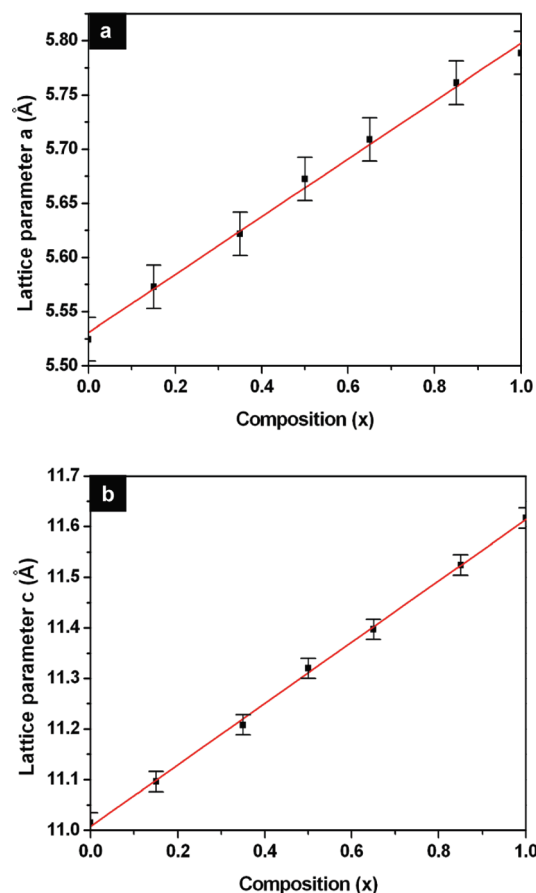 a
5.80
5.75
5.70
5.65
5.60
5.55
5.50
Lattice parameter a (Å)
0.0 0.2 0.4 0.6 0.8 1.0
Composition (x)
b
11.7
11.6
11.5
11.4
11.3
11.2
11.1
11.0
Lattice parameter c (Å)
0.0 0.2 0.4 0.6 0.8 1.0
Composition (x)